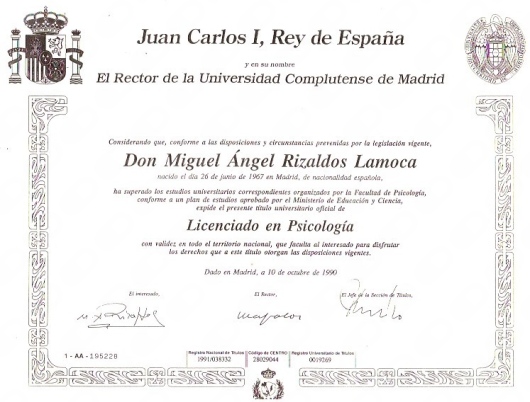 Juan Carlos I, Rey de España
y en su nombre
El Rector de la Universidad Complutense de Madrid
Considerando que, conforme a las disposiciones y circunstancias prevenidas por la legislación vigente,
Don Miguel Ángel Rizaldos Lamoca
nacido el día 26 de junio de 1967 en Madrid, de nacionalidad española,
ha superado los estudios universitarios correspondientes organizados por la Facultad de Psicología,
conforme a un plan de estudios aprobado por el Ministerio de Educación y Ciencia,
expide el presente título universitario oficial de
Licenciado en Psicología
con validez en todo el territorio nacional, que faculta al interesado para disfrutar
los derechos que a este título otorgan las disposiciones vigentes.
Dado en Madrid, a 10 de octubre de 1990
El interesado, El Rector, El Jefe de la Sección de Títulos,
1 - AA - 195228
Registro Nacional de Títulos Código de CENTRO Registro Universitario de Títulos
1991/038332 28029044 0019269